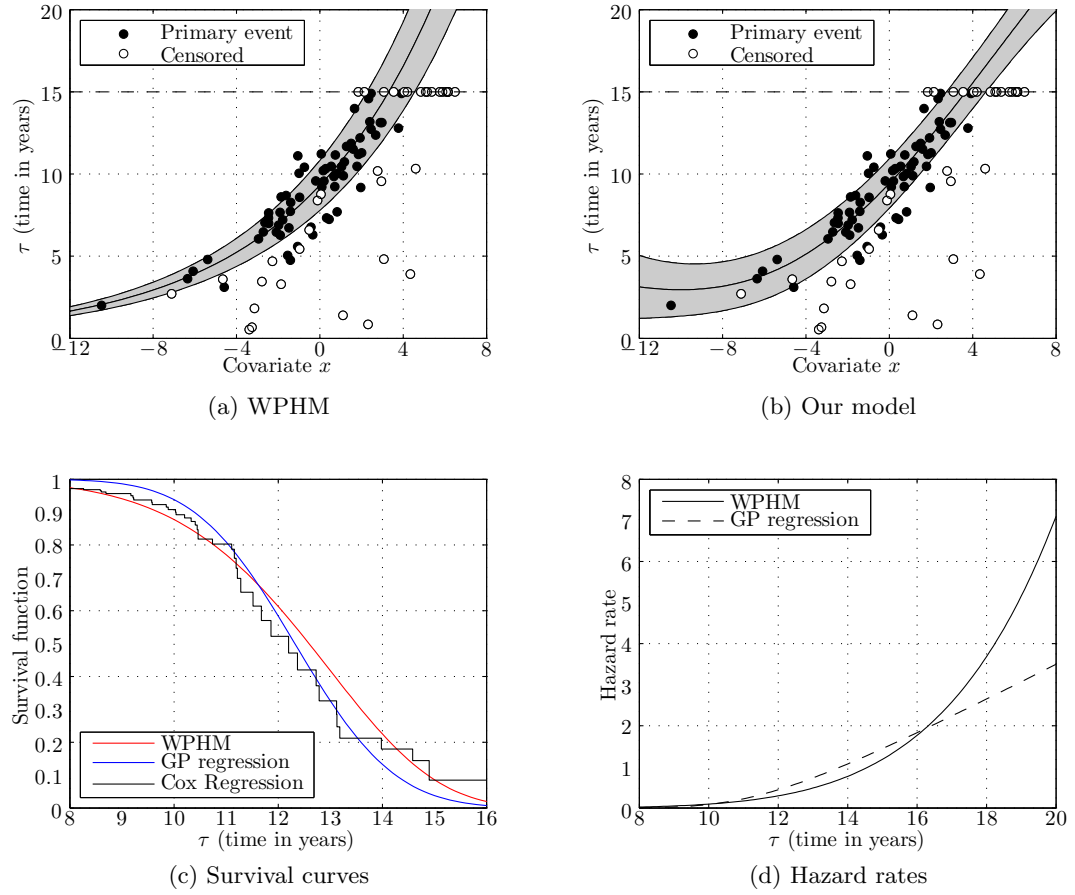 20
15
10
5
0
τ (time in years)
Primary event
Censored
−12
−8
−4
0
4
8
Covariate x
(a) WPHM
20
15
10
5
0
τ (time in years)
Primary event
Censored
−12
−8
−4
0
4
8
Covariate x
(b) Our model
1
0.9
0.8
0.7
0.6
0.5
0.4
0.3
0.2
0.1
0
Survival function
WPHM
GP regression
Cox Regression
8
9
10
11
12
13
14
15
16
τ (time in years)
(c) Survival curves
8
7
6
5
4
3
2
1
0
Hazard rate
WPHM
GP regression
8
10
12
14
16
18
20
τ (time in years)
(d) Hazard rates